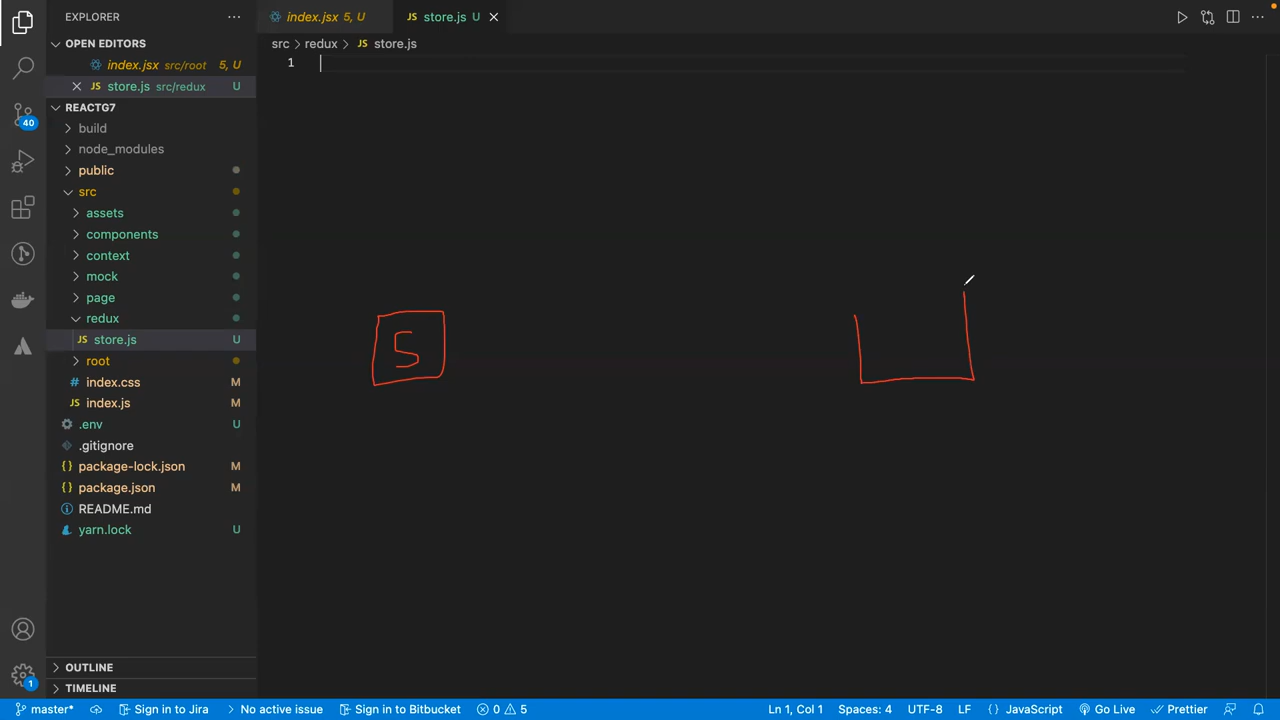 EXPLORER
index.jsx 5, U
store.js U
OPEN EDITORS
src > redux > JS store.js
index.jsx src/root 5, U
1
JS store.js src/redux U
REACTG7
build
40
node_modules
public
src
assets
components
context
mock
page
redux
JS store.js U
S
root
index.css M
JS index.js M
.env U
.gitignore
{} package-lock.json M
{} package.json M
README.md
yarn.lock U
OUTLINE
1
TIMELINE
master* Sign in to Jira No active issue Sign in to Bitbucket 0 5 Ln 1, Col 1 Spaces: 4 UTF-8 LF {} JavaScript Go Live Prettier